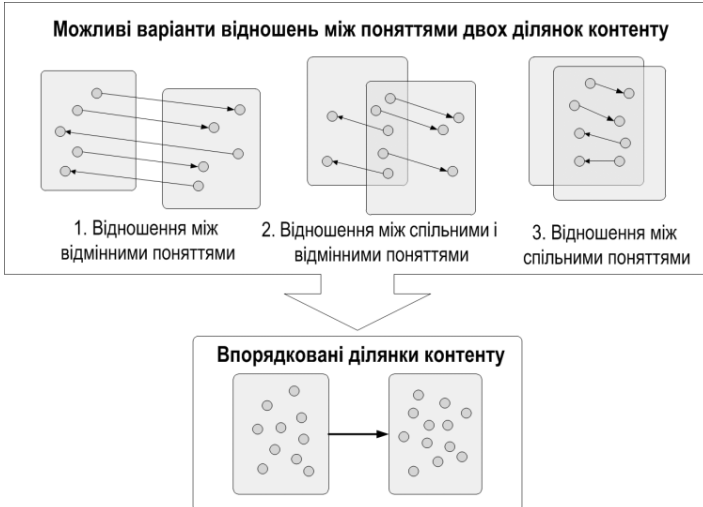 Можливі варіанти відношень між поняттями двох ділянок контенту
1. Відношення між
відмінними поняттями
2. Відношення між спільними і
відмінними поняттями
3. Відношення між
спільними поняттями
Впорядковані ділянки контенту